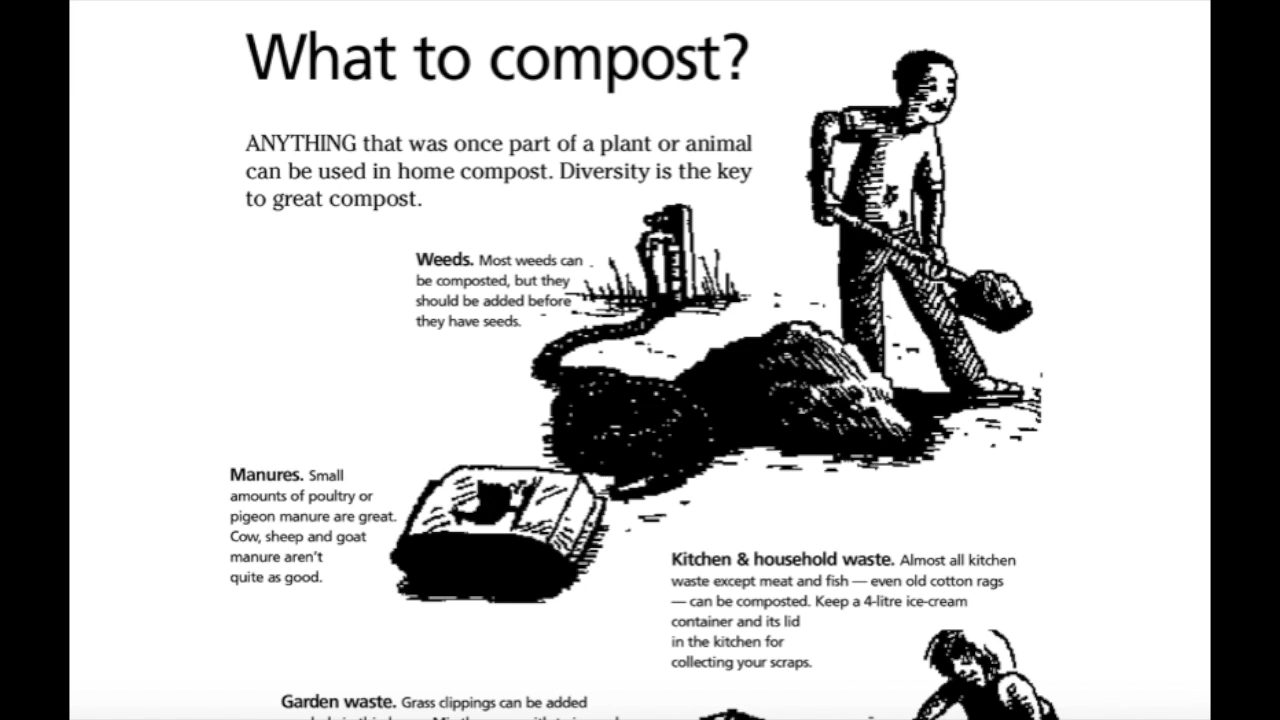 What to compost?
ANYTHING that was once part of a plant or animal
can be used in home compost. Diversity is the key
to great compost.
Weeds. Most weeds can
be composted, but they
should be added before
they have seeds.
Manures. Small
amounts of poultry or
pigeon manure are great.
Cow, sheep and goat
manure aren't
quite as good.
Kitchen & household waste. Almost all kitchen
waste except meat and fish — even old cotton rags
— can be composted. Keep a 4-litre ice-cream
container and its lid
in the kitchen for
collecting your scraps.
Garden waste. Grass clippings can be added